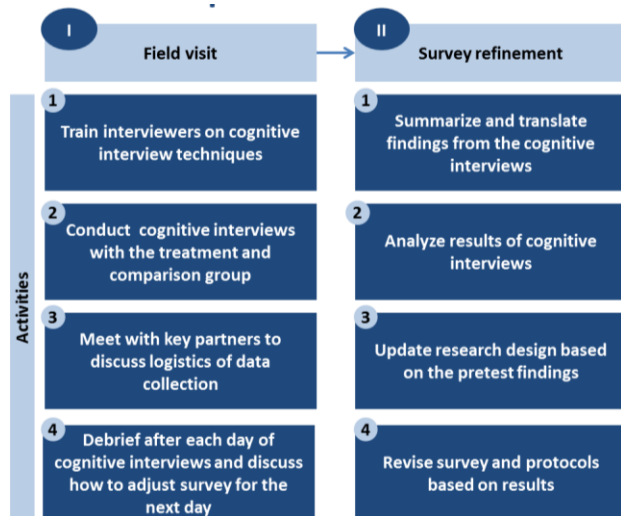 I
Field visit
II
Survey refinement
Activities
1
Train interviewers on cognitive
interview techniques
2
Conduct cognitive interviews
with the treatment and
comparison group
3
Meet with key partners to
discuss logistics of data
collection
4
Debrief after each day of
cognitive interviews and discuss
how to adjust survey for the
next day
1
Summarize and translate
findings from the cognitive
interviews
2
Analyze results of cognitive
interviews
3
Update research design based
on the pretest findings
4
Revise survey and protocols
based on results